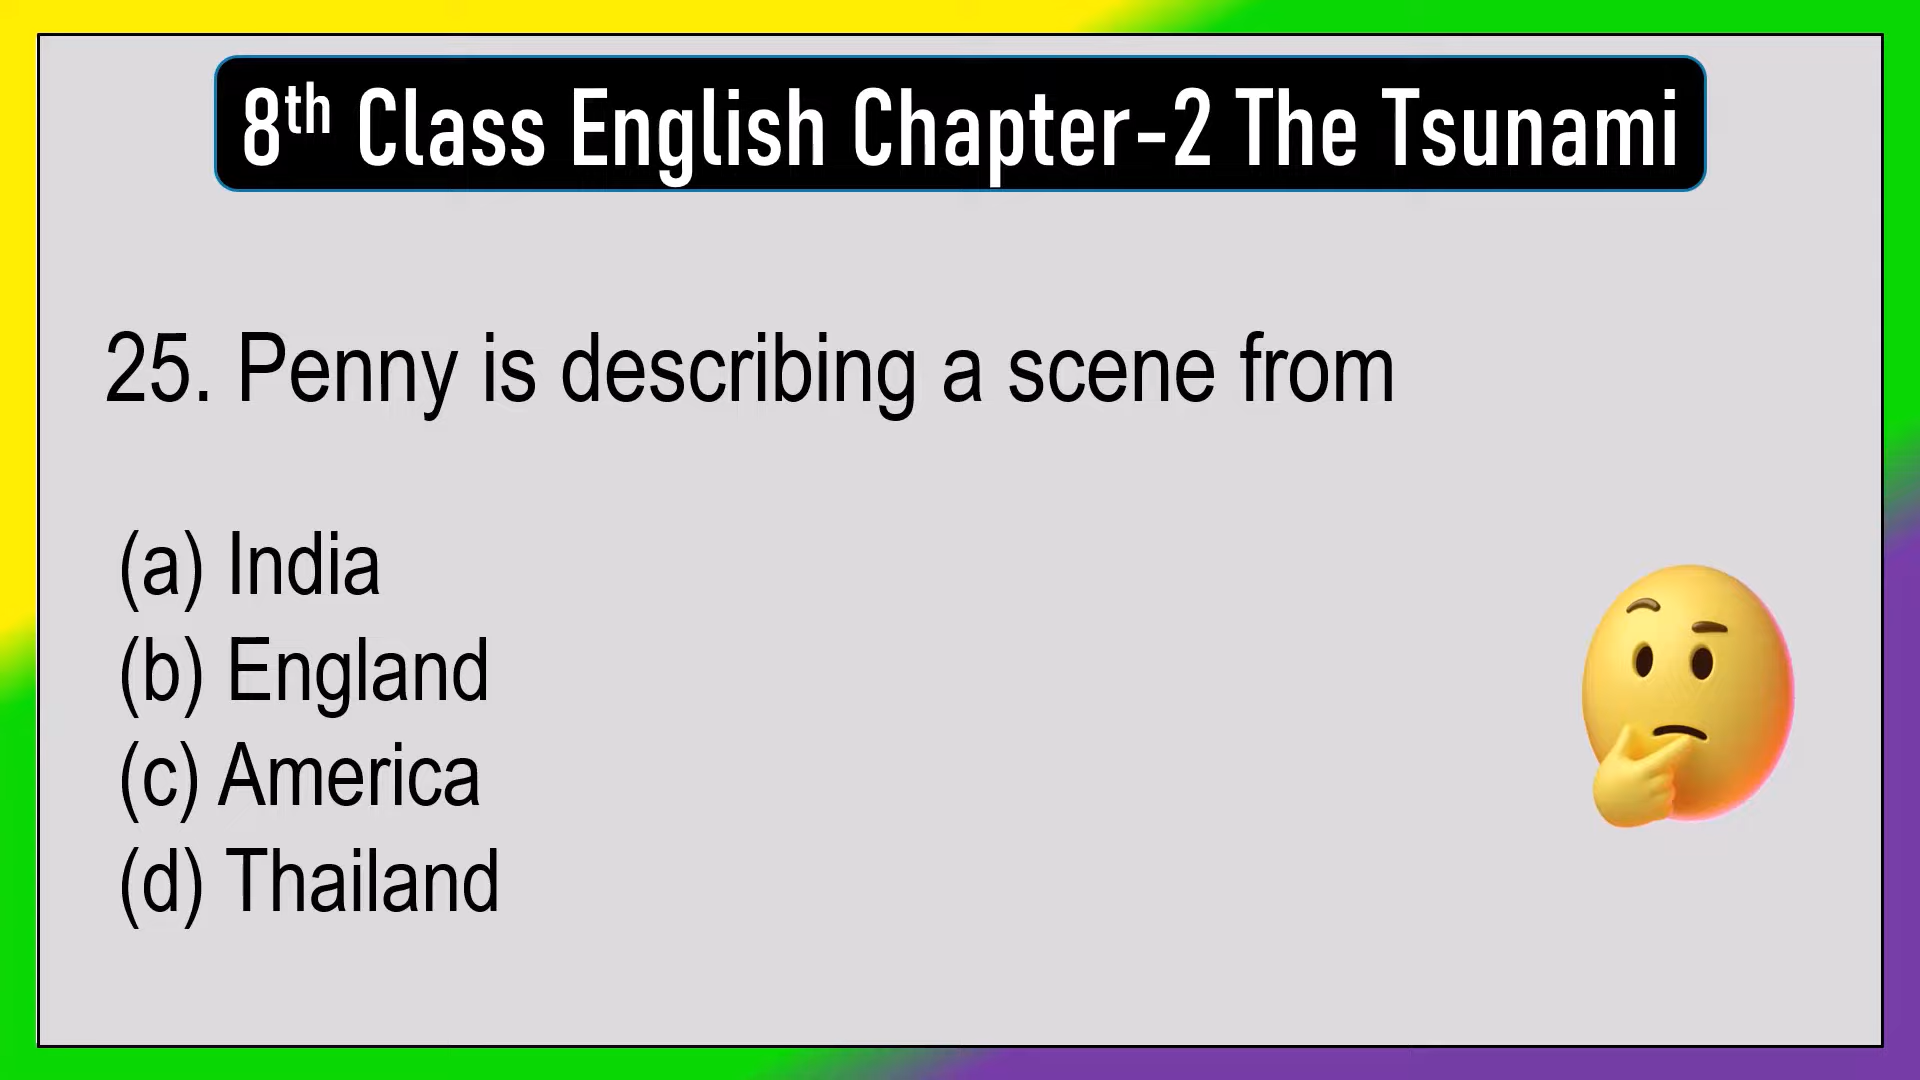 8th Class English Chapter-2 The Tsunami
25. Penny is describing a scene from
(a) India
(b) England
(c) America
(d) Thailand